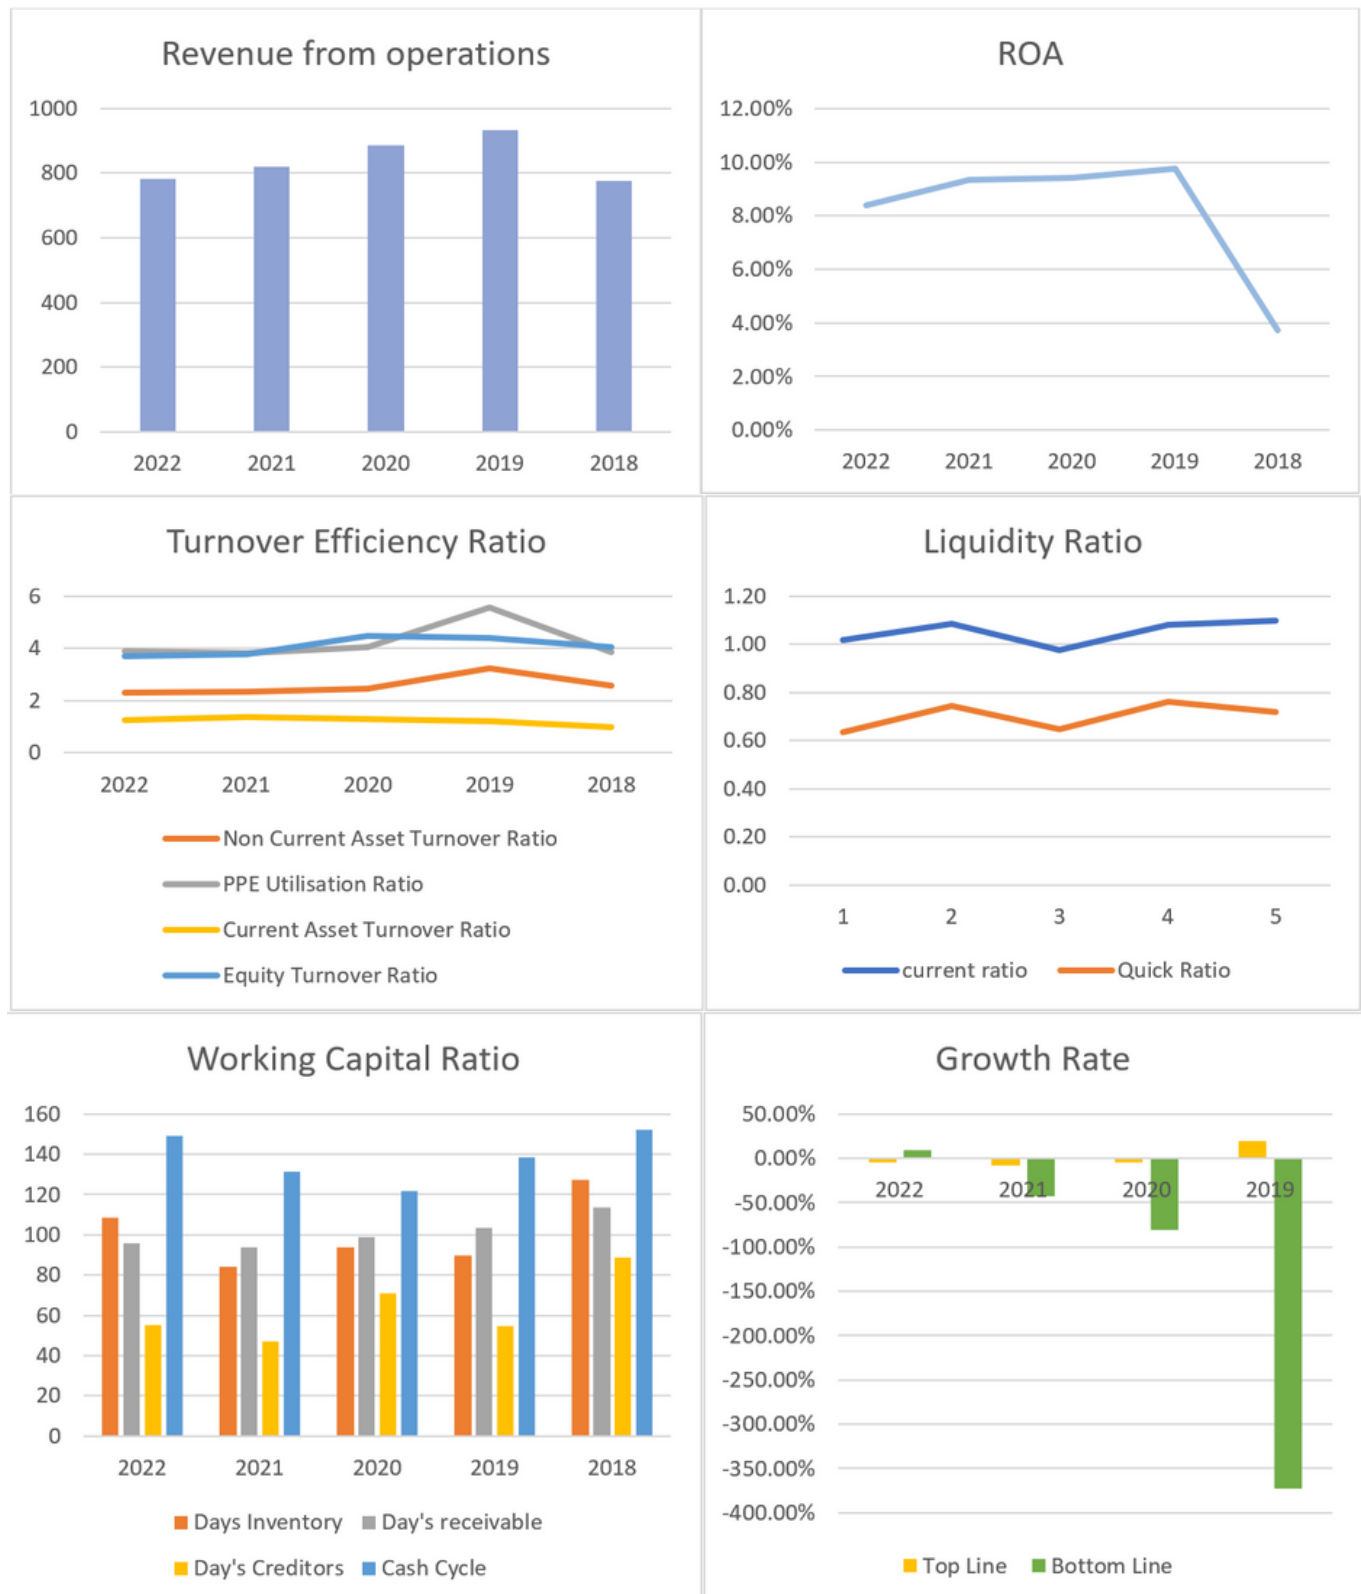 Revenue from operations
1000
800
600
400
200
0
2022 2021 2020 2019 2018
ROA
12.00%
10.00%
8.00%
6.00%
4.00%
2.00%
0.00%
2022 2021 2020 2019 2018
Turnover Efficiency Ratio
6
4
2
0
2022 2021 2020 2019 2018
Non Current Asset Turnover Ratio
PPE Utilisation Ratio
Current Asset Turnover Ratio
Equity Turnover Ratio
Liquidity Ratio
1.20
1.00
0.80
0.60
0.40
0.20
0.00
1 2 3 4 5
current ratio Quick Ratio
Working Capital Ratio
160
140
120
100
80
60
40
20
0
2022 2021 2020 2019 2018
Days Inventory Day's receivable
Day's Creditors Cash Cycle
Growth Rate
50.00%
0.00%
-50.00%
-100.00%
-150.00%
-200.00%
-250.00%
-300.00%
-350.00%
-400.00%
2022 2021 2020 2019
Top Line Bottom Line